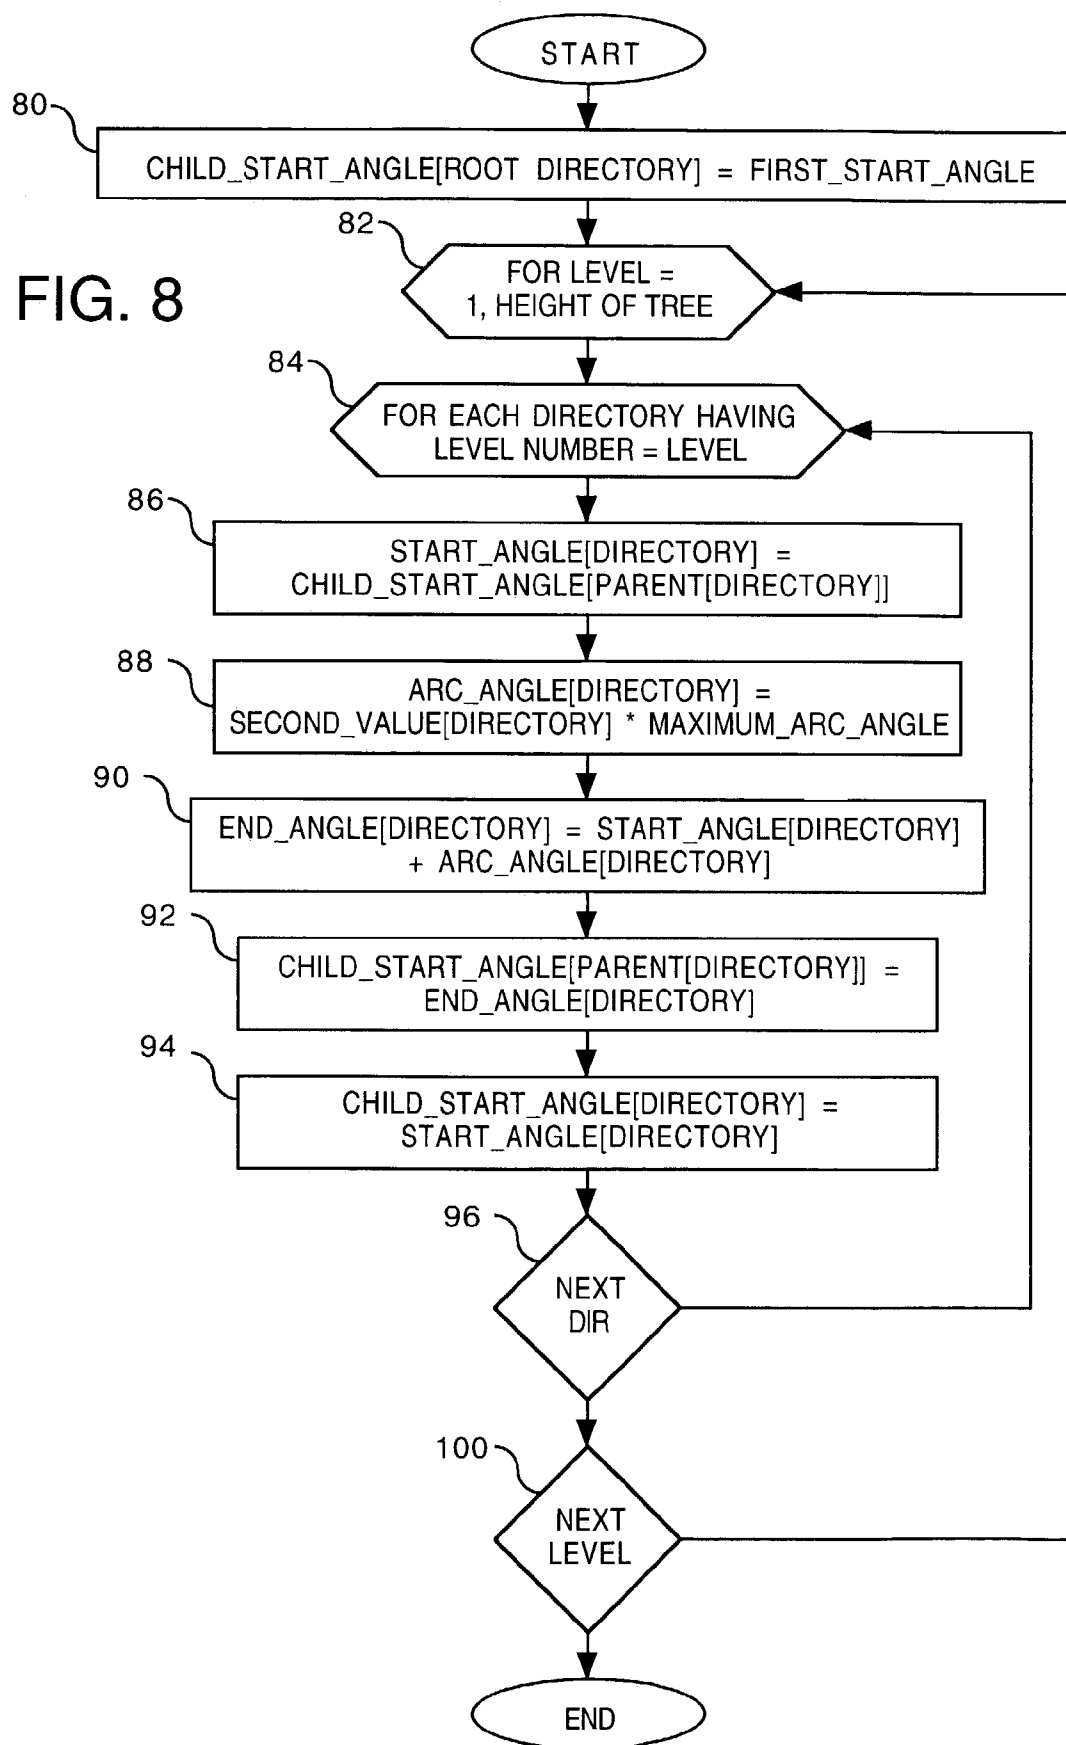 START
80
CHILD_START_ANGLE[ROOT DIRECTORY] = FIRST_START_ANGLE
82
FOR LEVEL =
1, HEIGHT OF TREE
FIG. 8
84
FOR EACH DIRECTORY HAVING
LEVEL NUMBER = LEVEL
86
START_ANGLE[DIRECTORY] =
CHILD_START_ANGLE[PARENT[DIRECTORY]]
88
ARC_ANGLE[DIRECTORY] =
SECOND_VALUE[DIRECTORY] * MAXIMUM_ARC_ANGLE
90
END_ANGLE[DIRECTORY] = START_ANGLE[DIRECTORY]
+ ARC_ANGLE[DIRECTORY]
92
CHILD_START_ANGLE[PARENT[DIRECTORY]] =
END_ANGLE[DIRECTORY]
94
CHILD_START_ANGLE[DIRECTORY] =
START_ANGLE[DIRECTORY]
96
NEXT
DIR
100
NEXT
LEVEL
END